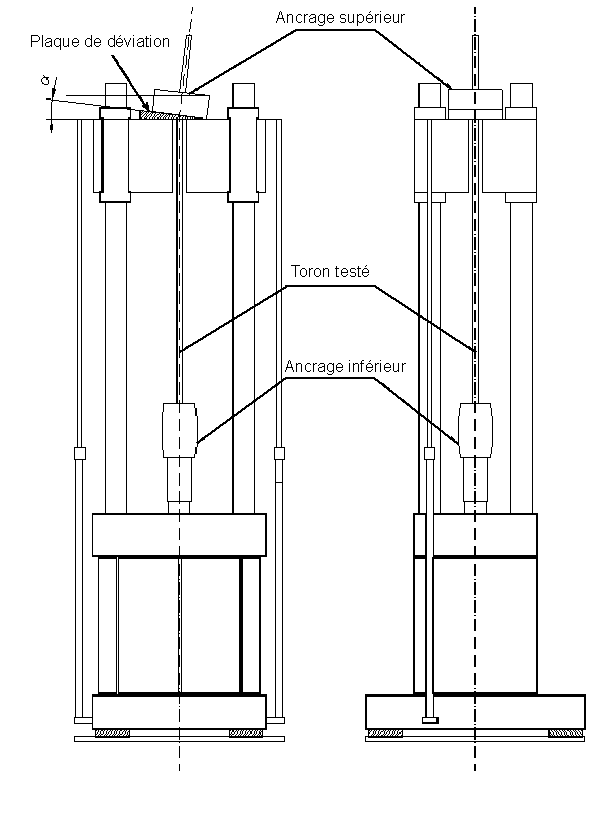 Ancrage supérieur
Plaque de déviation
α
Toron testé
Ancrage inférieur